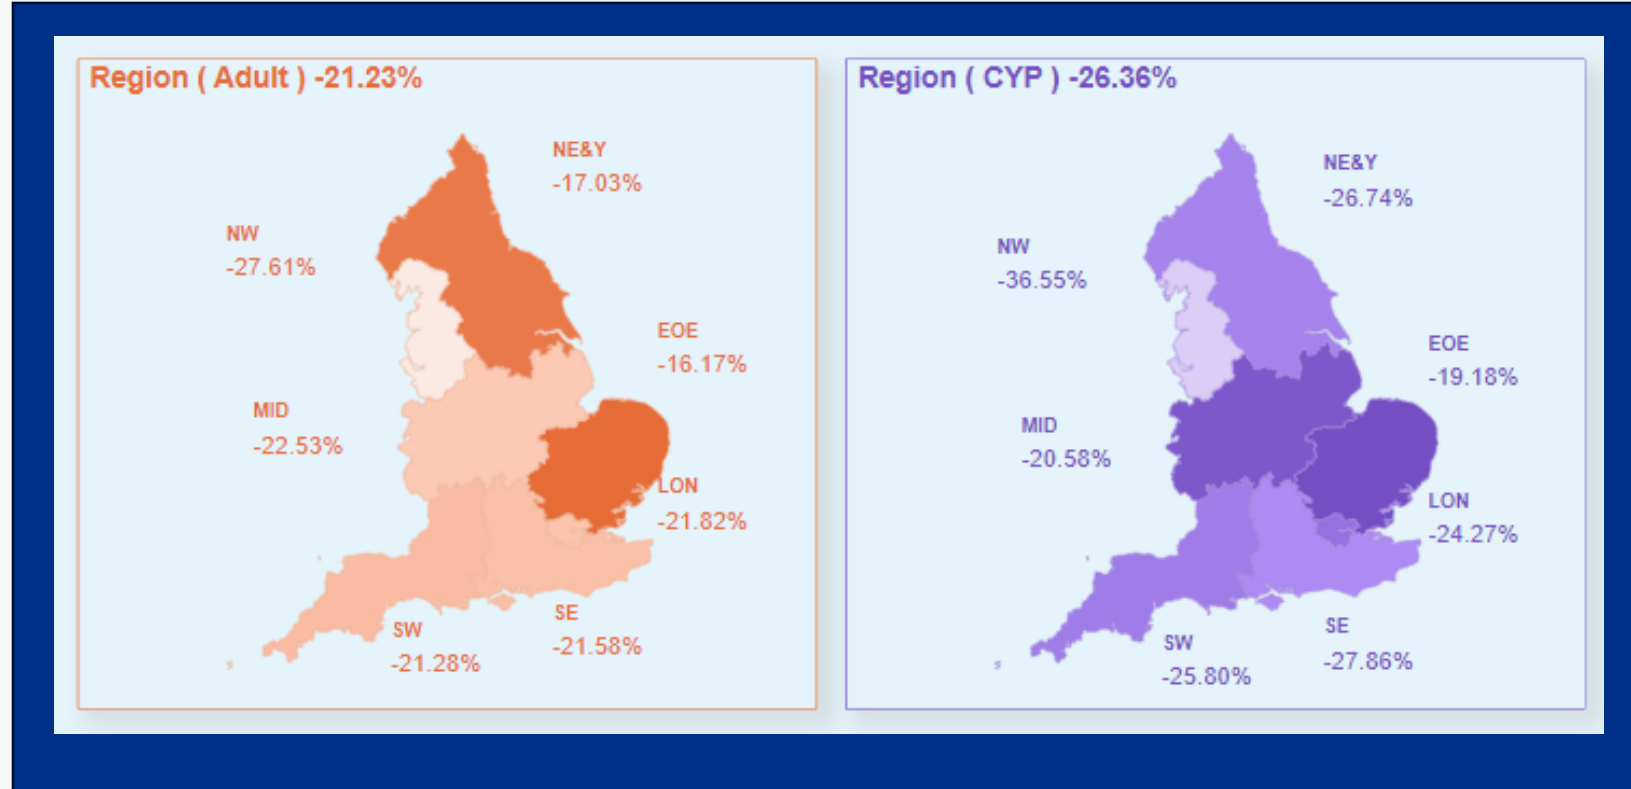 Region ( Adult ) -21.23%
NE&Y
-17.03%
NW
-27.61%
EOE
-16.17%
MID
-22.53%
LON
-21.82%
SE
-21.58%
SW
-21.28%
Region ( CYP ) -26.36%
NE&Y
-26.74%
NW
-36.55%
EOE
-19.18%
MID
-20.58%
LON
-24.27%
SE
-27.86%
SW
-25.80%